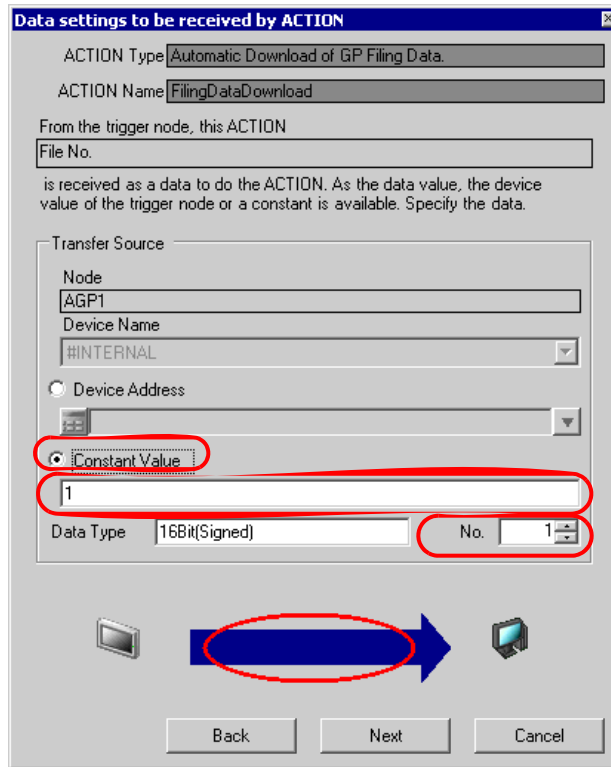 Data settings to be received by ACTION
ACTION Type Automatic Download of GP Filing Data.
ACTION Name FilingDataDownload
From the trigger node, this ACTION
File No.
is received as a data to do the ACTION. As the data value, the device
value of the trigger node or a constant is available. Specify the data.
Transfer Source
Node
AGP1
Device Name
#INTERNAL
Device Address
Constant Value
1
Data Type 16Bit(Signed) No. 1
Back Next Cancel